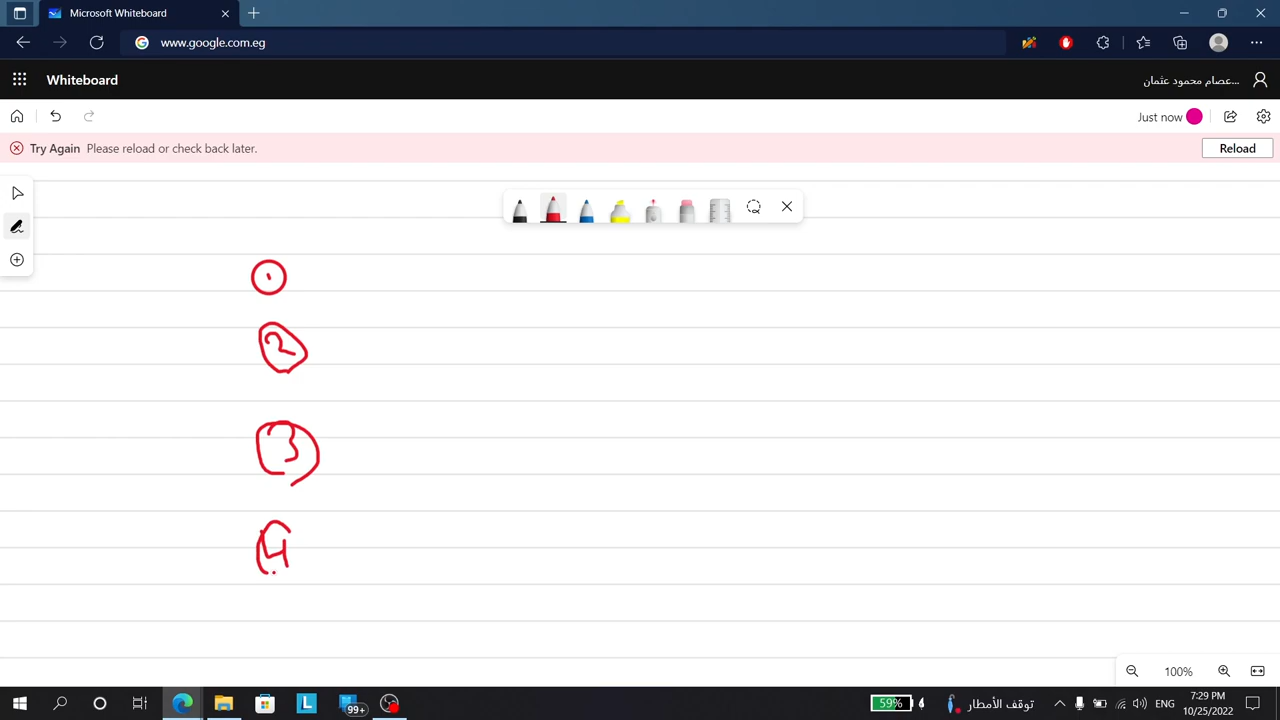 Microsoft Whiteboard
www.google.com.eg
Whiteboard
عصام محمود عثمان...
Just now
Try Again Please reload or check back later.
Reload
1
2
3
4
100%
L
99+
59%
توقف الأمطار
ENG
7:29 PM
10/25/2022